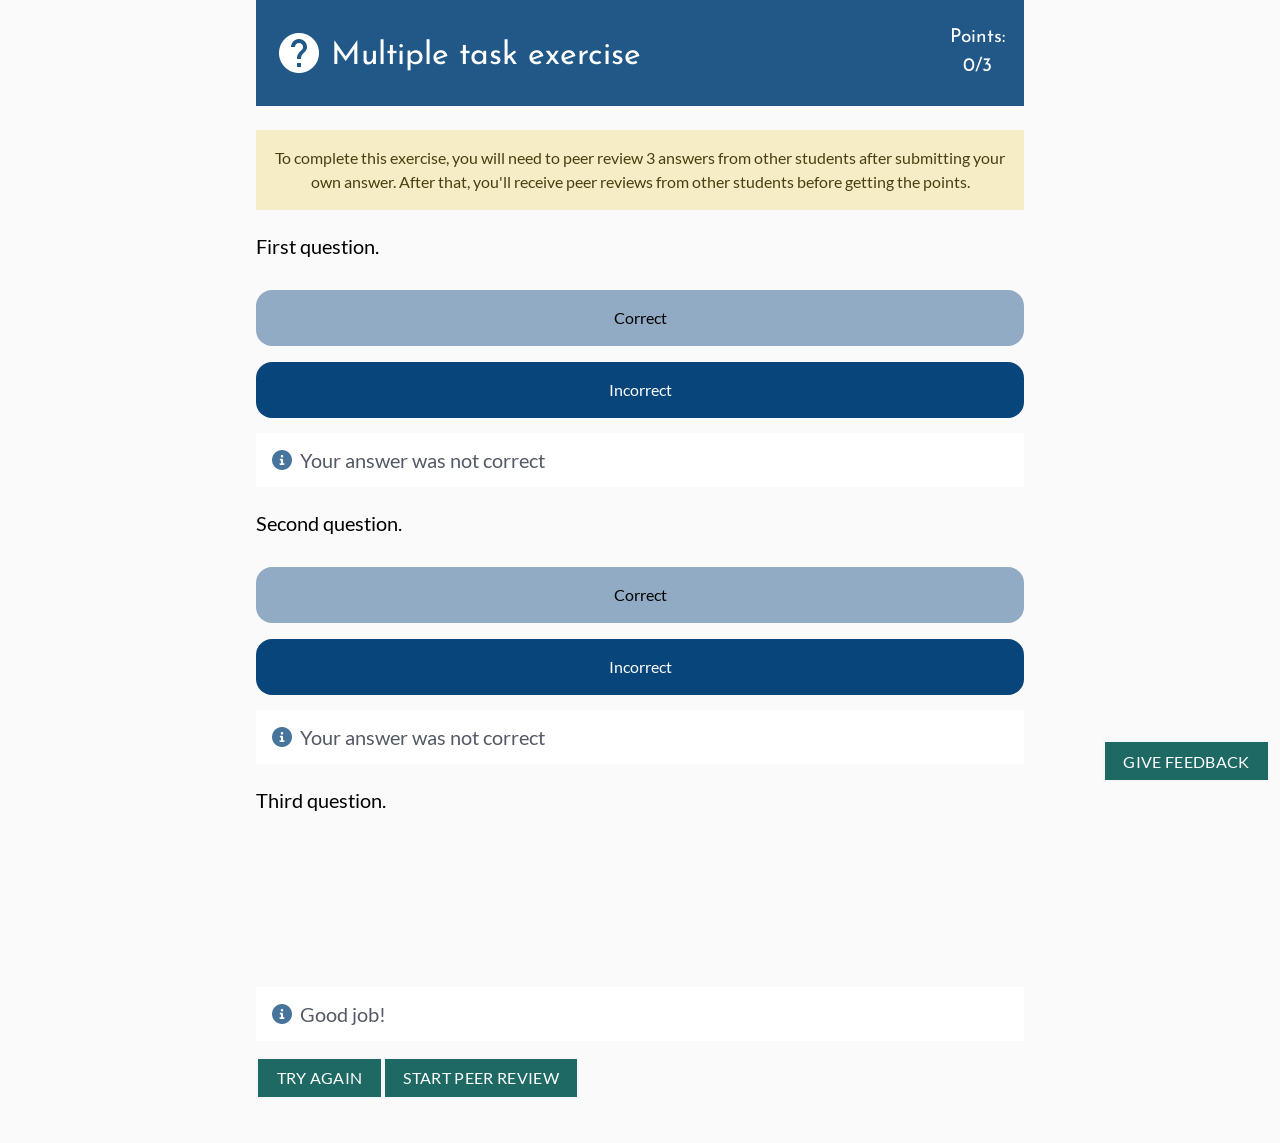 Multiple task exercise
Points:
0/3
To complete this exercise, you will need to peer review 3 answers from other students after submitting your
own answer. After that, you'll receive peer reviews from other students before getting the points.
First question.
Correct
Incorrect
Your answer was not correct
Second question.
Correct
Incorrect
Your answer was not correct
GIVE FEEDBACK
Third question.
Good job!
TRY AGAIN START PEER REVIEW